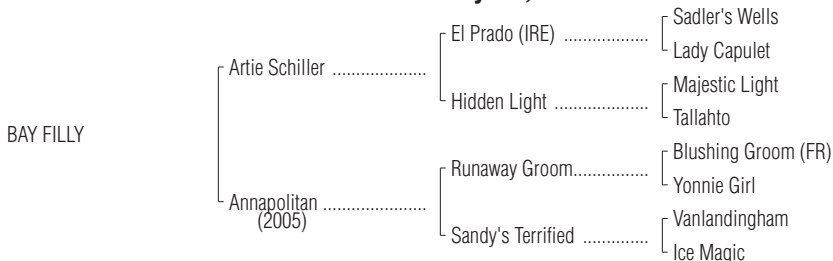 Sadler's Wells
El Prado (IRE) ..................
Lady Capulet
Artie Schiller ....................
Majestic Light
Hidden Light ....................
Tallahto
BAY FILLY
Blushing Groom (FR)
Runaway Groom................
Yonnie Girl
Annapolitan ......................
(2005)
Vanlandingham
Sandy's Terrified ..............
Ice Magic